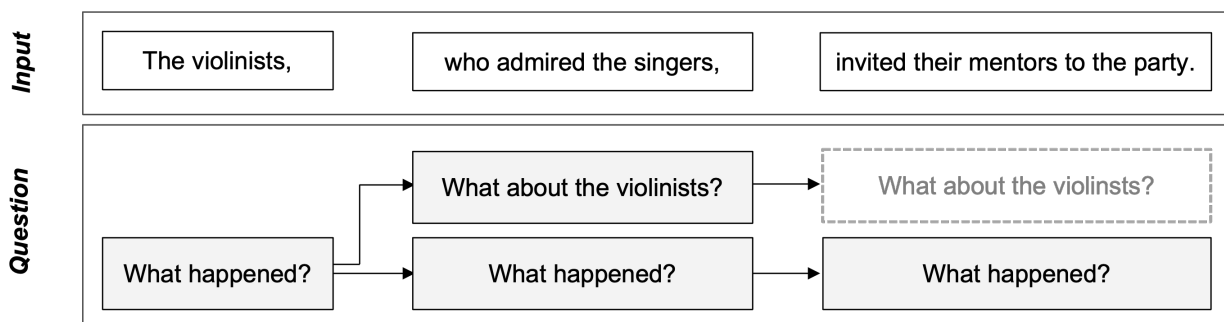 Input
The violinists,
who admired the singers,
invited their mentors to the party.
Question
What about the violinists?
What about the violinsts?
What happened?
What happened?
What happened?